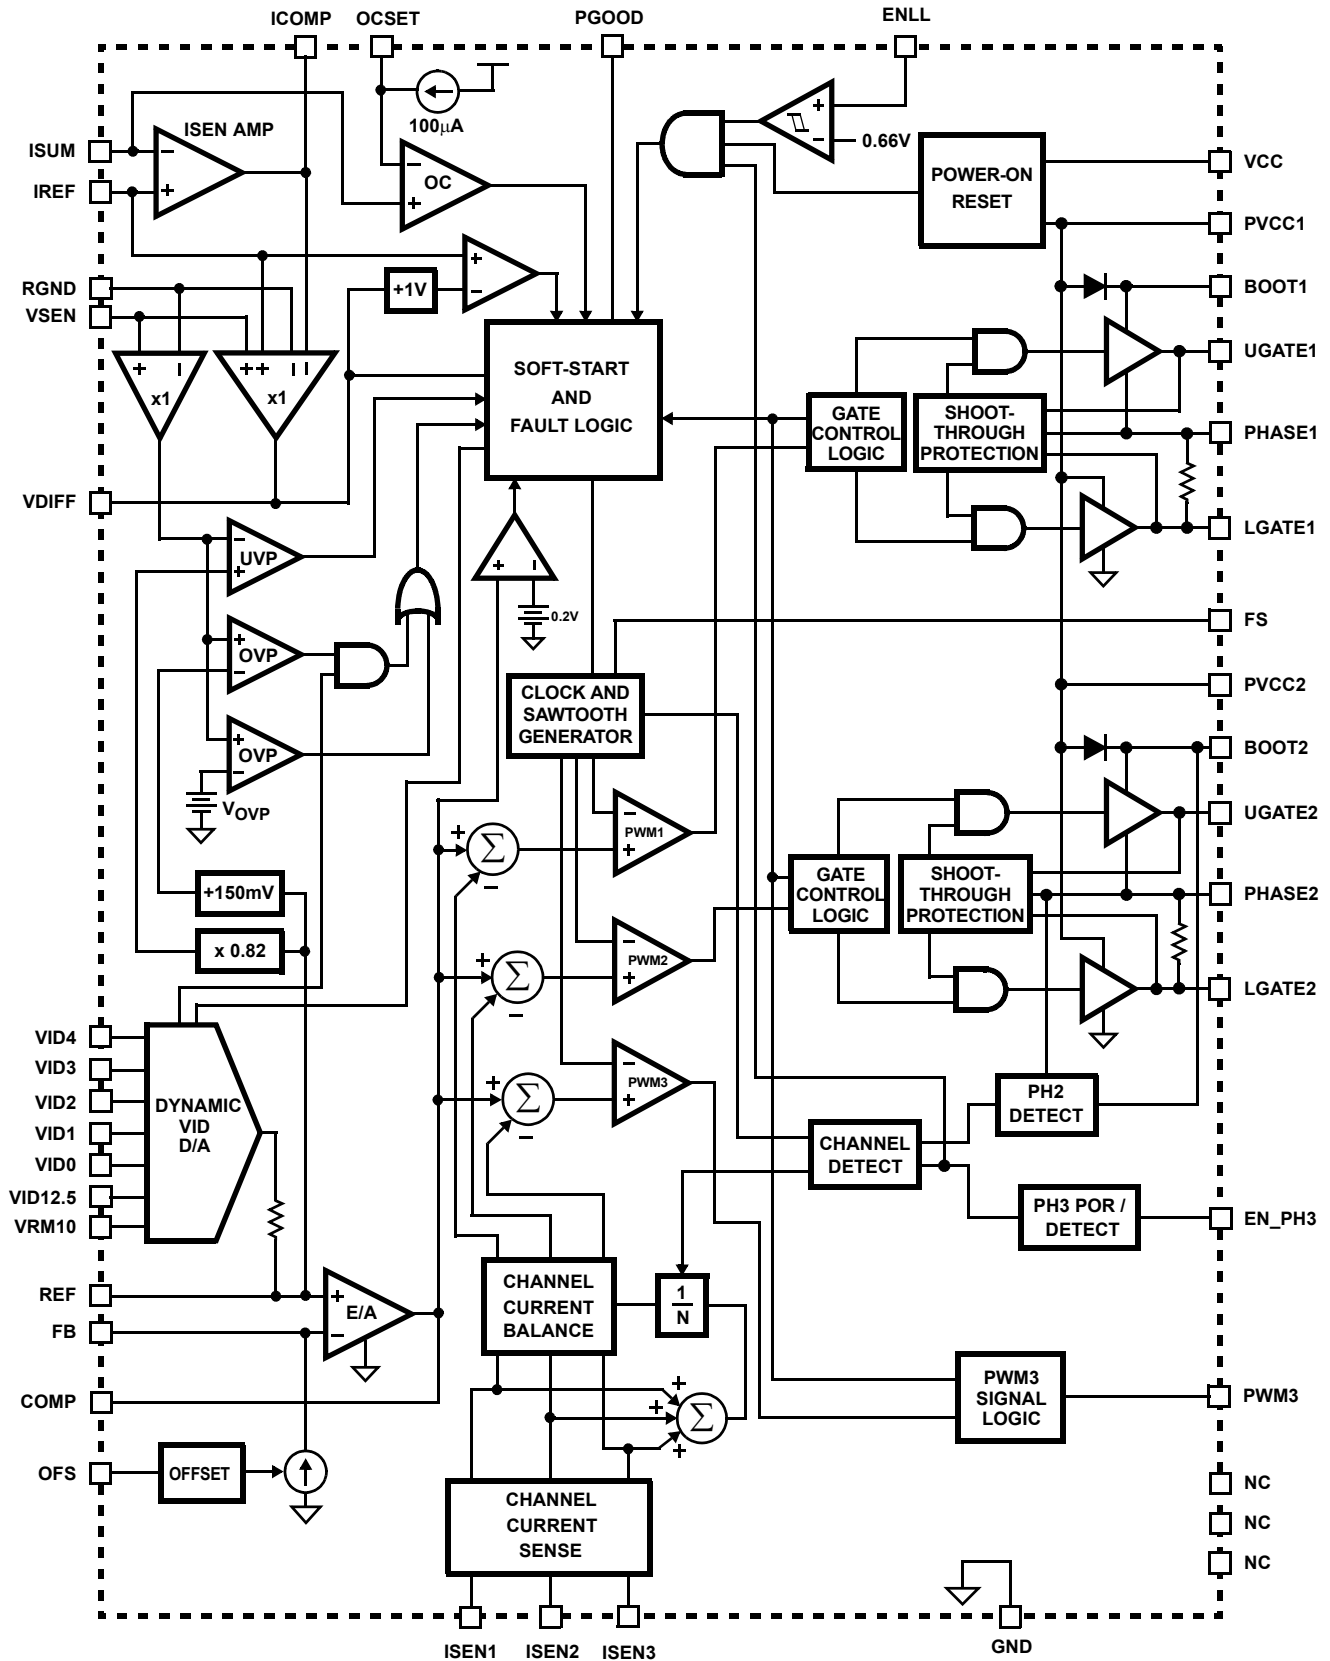 ICOMP
OCSET
PGOOD
ENLL
ISEN AMP
100µA
ISUM
−
+
IREF
−
OC
+
+
−
0.66V
POWER-ON
RESET
VCC
PVCC1
+
−
+1V
RGND
VSEN
BOOT1
UGATE1
+ −
x1
+ + − −
x1
SOFT-START
AND
FAULT LOGIC
GATE
CONTROL
LOGIC
SHOOT-
THROUGH
PROTECTION
PHASE1
VDIFF
LGATE1
−
UVP
+
+ −
0.2V
FS
+
OVP
−
CLOCK AND
SAWTOOTH
GENERATOR
PVCC2
+
OVP
−
VOVP
BOOT2
−
PWM1
+
+
Σ
−
UGATE2
GATE
CONTROL
LOGIC
SHOOT-
THROUGH
PROTECTION
+150mV
PHASE2
x 0.82
−
PWM2
+
+
Σ
−
LGATE2
VID4
VID3
VID2
VID1
VID0
VID12.5
VRM10
DYNAMIC
VID
D/A
−
PWM3
+
+
Σ
−
PH2
DETECT
CHANNEL
DETECT
PH3 POR /
DETECT
EN_PH3
REF
FB
+
E/A
−
CHANNEL
CURRENT
BALANCE
1
N
COMP
+
+
Σ
+
PWM3
SIGNAL
LOGIC
PWM3
OFS
OFFSET
CHANNEL
CURRENT
SENSE
NC
NC
NC
ISEN1
ISEN2
ISEN3
GND